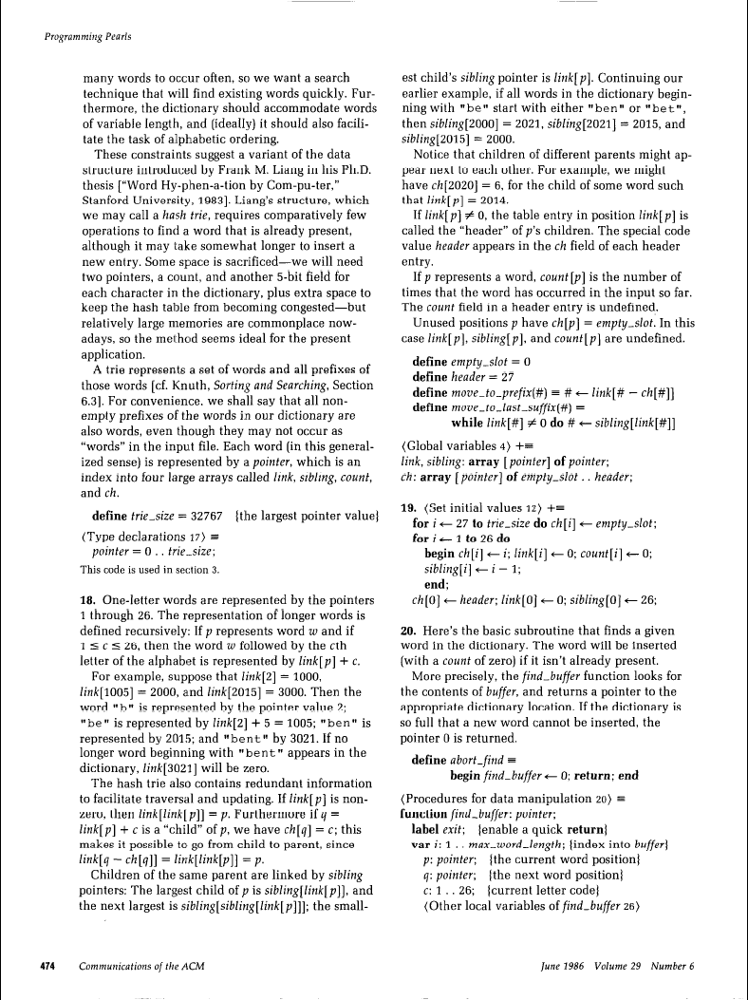 Programming Pearls
many words to occur often, so we want a search
technique that will find existing words quickly. Fur-
thermore, the dictionary should accommodate words
of variable length, and (ideally) it should also facili-
tate the task of alphabetic ordering.
These constraints suggest a variant of the data
structure introduced by Frank M. Liang in his Ph.D.
thesis ["Word Hy-phen-a-tion by Com-pu-ter,"
Stanford University, 1983]. Liang's structure, which
we may call a hash trie, requires comparatively few
operations to find a word that is already present,
although it may take somewhat longer to insert a
new entry. Some space is sacrificed—we will need
two pointers, a count, and another 5-bit field for
each character in the dictionary, plus extra space to
keep the hash table from becoming congested—but
relatively large memories are commonplace now-
adays, so the method seems ideal for the present
application.
A trie represents a set of words and all prefixes of
those words [cf. Knuth, Sorting and Searching, Section
6.3]. For convenience, we shall say that all non-
empty prefixes of the words in our dictionary are
also words, even though they may not occur as
"words" in the input file. Each word (in this general-
ized sense) is represented by a pointer, which is an
index into four large arrays called link, sibling, count,
and ch.
define trie_size = 32767 {the largest pointer value}
⟨Type declarations 17⟩ ≡
pointer = 0 . . trie_size;
This code is used in section 3.
18. One-letter words are represented by the pointers
1 through 26. The representation of longer words is
defined recursively: If p represents word w and if
1 ≤ c ≤ 26, then the word w followed by the cth
letter of the alphabet is represented by link[p] + c.
For example, suppose that link[2] = 1000,
link[1005] = 2000, and link[2015] = 3000. Then the
word "b" is represented by the pointer value 2;
"be" is represented by link[2] + 5 = 1005; "ben" is
represented by 2015; and "bent" by 3021. If no
longer word beginning with "bent" appears in the
dictionary, link[3021] will be zero.
The hash trie also contains redundant information
to facilitate traversal and updating. If link[p] is non-
zero, then link[link[p]] = p. Furthermore if q =
link[p] + c is a "child" of p, we have ch[q] = c; this
makes it possible to go from child to parent, since
link[q − ch[q]] = link[link[p]] = p.
Children of the same parent are linked by sibling
pointers: The largest child of p is sibling[link[p]], and
the next largest is sibling[sibling[link[p]]]; the small-
est child's sibling pointer is link[p]. Continuing our
earlier example, if all words in the dictionary begin-
ning with "be" start with either "ben" or "bet",
then sibling[2000] = 2021, sibling[2021] = 2015, and
sibling[2015] = 2000.
Notice that children of different parents might ap-
pear next to each other. For example, we might
have ch[2020] = 6, for the child of some word such
that link[p] = 2014.
If link[p] ≠ 0, the table entry in position link[p] is
called the "header" of p's children. The special code
value header appears in the ch field of each header
entry.
If p represents a word, count[p] is the number of
times that the word has occurred in the input so far.
The count field in a header entry is undefined.
Unused positions p have ch[p] = empty_slot. In this
case link[p], sibling[p], and count[p] are undefined.
define empty_slot = 0
define header = 27
define move_to_prefix(#) ≡ # ← link[# − ch[#]]
define move_to_last_suffix(#) =
while link[#] ≠ 0 do # ← sibling[link[#]]
⟨Global variables 4⟩ +≡
link, sibling: array [pointer] of pointer;
ch: array [pointer] of empty_slot . . header;
19. ⟨Set initial values 12⟩ +≡
for i ← 27 to trie_size do ch[i] ← empty_slot;
for i ← 1 to 26 do
begin ch[i] ← i; link[i] ← 0; count[i] ← 0;
sibling[i] ← i − 1;
end;
ch[0] ← header; link[0] ← 0; sibling[0] ← 26;
20. Here's the basic subroutine that finds a given
word in the dictionary. The word will be inserted
(with a count of zero) if it isn't already present.
More precisely, the find_buffer function looks for
the contents of buffer, and returns a pointer to the
appropriate dictionary location. If the dictionary is
so full that a new word cannot be inserted, the
pointer 0 is returned.
define abort_find ≡
begin find_buffer ← 0; return; end
⟨Procedures for data manipulation 20⟩ ≡
function find_buffer: pointer;
label exit; {enable a quick return}
var i: 1 . . max_word_length; {index into buffer}
p: pointer; {the current word position}
q: pointer; {the next word position}
c: 1 . . 26; {current letter code}
⟨Other local variables of find_buffer 26⟩
474 Communications of the ACM
June 1986 Volume 29 Number 6